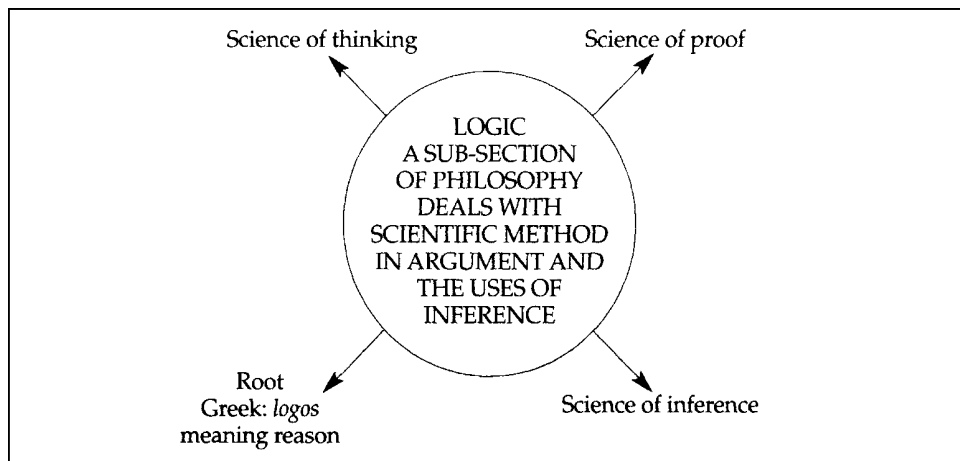 Science of thinking
Science of proof
LOGIC
A SUB-SECTION
OF PHILOSOPHY
DEALS WITH
SCIENTIFIC METHOD
IN ARGUMENT AND
THE USES OF
INFERENCE
Root
Greek: logos
meaning reason
Science of inference